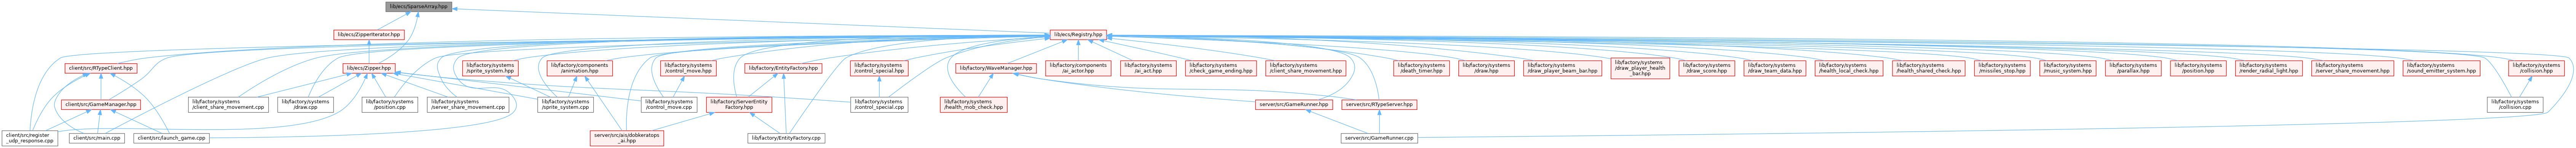 lib/ecs/SparseArray.hpp
lib/ecs/ZipperIterator.hpp
lib/ecs/Registry.hpp
client/src/RTypeClient.hpp
lib/ecs/Zipper.hpp
lib/factory/systems
/sprite_system.hpp
lib/factory/components
/animation.hpp
lib/factory/systems
/control_move.hpp
lib/factory/EntityFactory.hpp
lib/factory/systems
/control_special.hpp
lib/factory/WaveManager.hpp
lib/factory/components
/ai_actor.hpp
lib/factory/systems
/ai_act.hpp
lib/factory/systems
/check_game_ending.hpp
lib/factory/systems
/client_share_movement.hpp
lib/factory/systems
/death_timer.hpp
lib/factory/systems
/draw.hpp
lib/factory/systems
/draw_player_beam_bar.hpp
lib/factory/systems
/draw_player_health
_bar.hpp
lib/factory/systems
/draw_score.hpp
lib/factory/systems
/draw_team_data.hpp
lib/factory/systems
/health_local_check.hpp
lib/factory/systems
/health_shared_check.hpp
lib/factory/systems
/missiles_stop.hpp
lib/factory/systems
/music_system.hpp
lib/factory/systems
/parallax.hpp
lib/factory/systems
/position.hpp
lib/factory/systems
/render_radial_light.hpp
lib/factory/systems
/server_share_movement.hpp
lib/factory/systems
/sound_emitter_system.hpp
lib/factory/systems
/collision.hpp
client/src/GameManager.hpp
lib/factory/systems
/client_share_movement.cpp
lib/factory/systems
/draw.cpp
lib/factory/systems
/position.cpp
lib/factory/systems
/server_share_movement.cpp
lib/factory/systems
/sprite_system.cpp
lib/factory/systems
/control_move.cpp
lib/factory/ServerEntity
Factory.hpp
lib/factory/systems
/control_special.cpp
lib/factory/systems
/health_mob_check.hpp
server/src/GameRunner.hpp
server/src/RTypeServer.hpp
lib/factory/systems
/collision.cpp
client/src/register
_udp_response.cpp
client/src/main.cpp
client/src/launch_game.cpp
server/src/ais/dobkeratops
_ai.hpp
lib/factory/EntityFactory.cpp
server/src/GameRunner.cpp